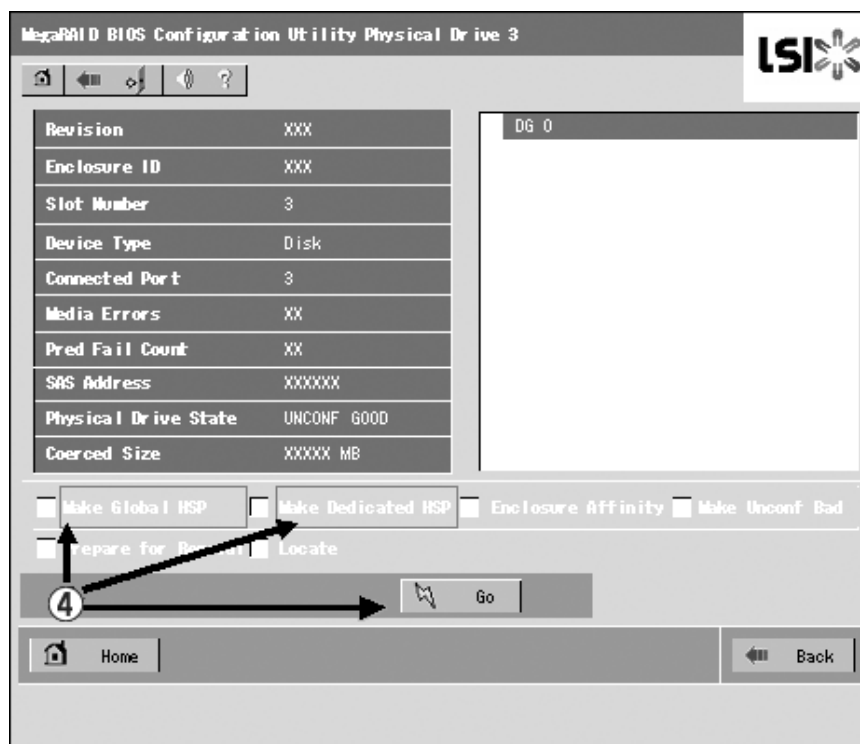 MegaRAID BIOS Configuration Utility Physical Drive 3
LSI
Revision XXX
Enclosure ID XXX
Slot Number 3
Device Type Disk
Connected Port 3
Media Errors XX
Pred Fail Count XX
SAS Address XXXXXX
Physical Drive State UNCONF GOOD
Coerced Size XXXXX MB
DG 0
Make Global HSP Make Dedicated HSP Enclosure Affinity Make Unconf Bad
Prepare for Locate
④ Go
Home Back